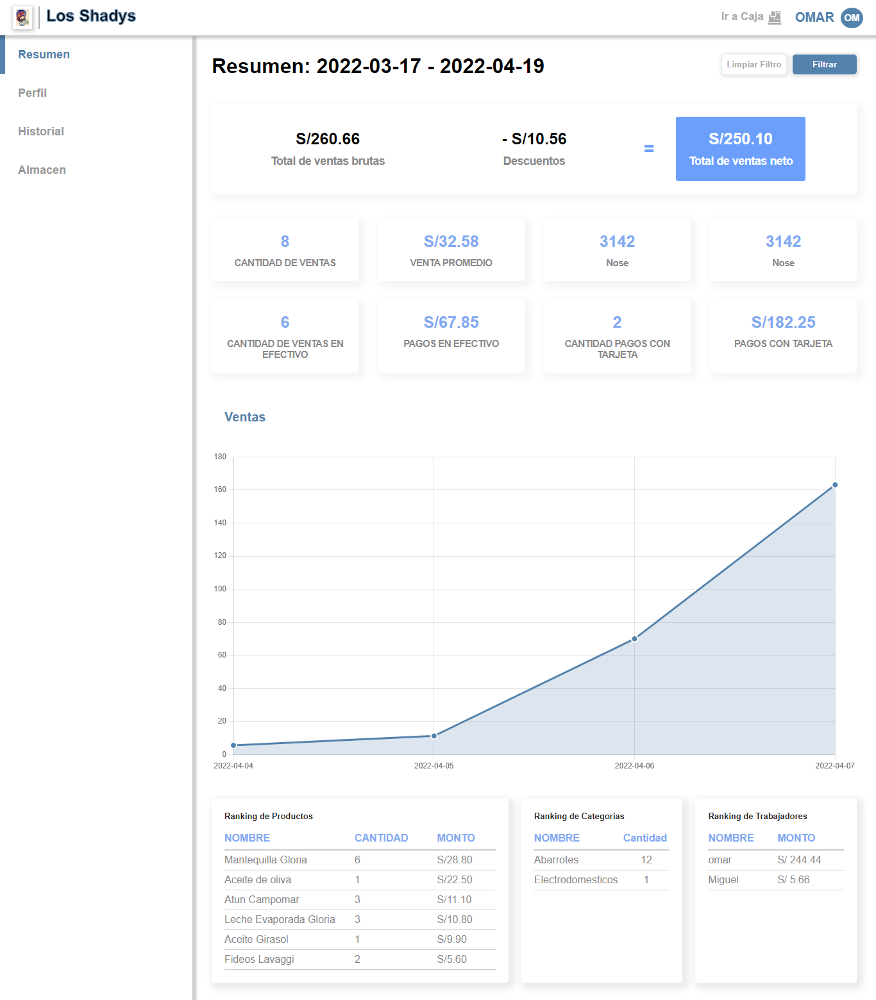 Los Shadys
Ir a Caja
OMAR
OM
Resumen
Perfil
Historial
Almacen
Resumen: 2022-03-17 - 2022-04-19
Limpiar Filtro
Filtrar
S/260.66
Total de ventas brutas
- S/10.56
Descuentos
=
S/250.10
Total de ventas neto
8
CANTIDAD DE VENTAS
S/32.58
VENTA PROMEDIO
3142
Nose
3142
Nose
6
CANTIDAD DE VENTAS EN
EFECTIVO
S/67.85
PAGOS EN EFECTIVO
2
CANTIDAD PAGOS CON
TARJETA
S/182.25
PAGOS CON TARJETA
Ventas
180
160
140
120
100
80
60
40
20
0
2022-04-04 2022-04-05 2022-04-06 2022-04-07
Ranking de Productos
NOMBRE CANTIDAD MONTO
Mantequilla Gloria 6 S/28.80
Aceite de oliva 1 S/22.50
Atun Campomar 3 S/11.10
Leche Evaporada Gloria 3 S/10.80
Aceite Girasol 1 S/9.90
Fideos Lavaggi 2 S/5.60
Ranking de Categorias
NOMBRE Cantidad
Abarrotes 12
Electrodomesticos 1
Ranking de Trabajadores
NOMBRE MONTO
omar S/ 244.44
Miguel S/ 5.66